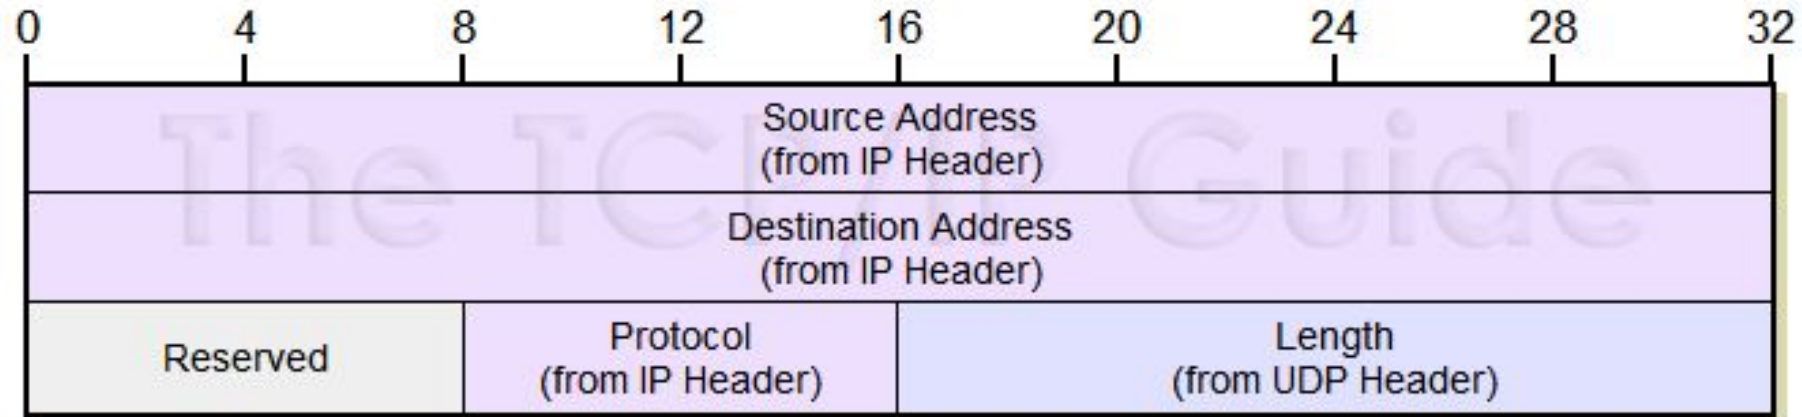 0 4 8 12 16 20 24 28 32
The TCP/IP Guide
Source Address
(from IP Header)
Destination Address
(from IP Header)
Reserved
Protocol
(from IP Header)
Length
(from UDP Header)